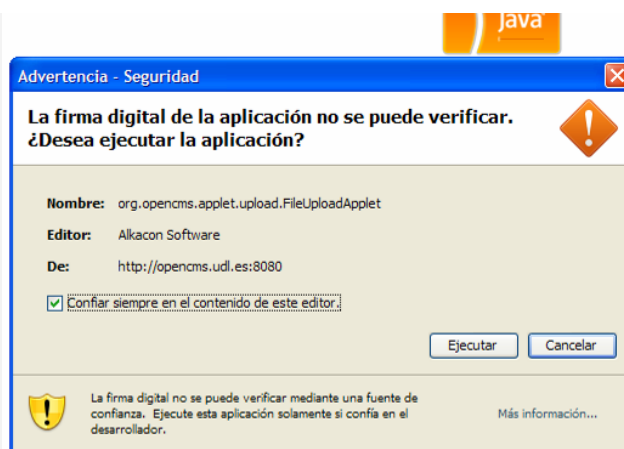 Java
Advertencia - Seguridad
La firma digital de la aplicación no se puede verificar.
¿Desea ejecutar la aplicación?
Nombre: org.opencms.applet.upload.FileUploadApplet
Editor: Alkacon Software
De: http://opencms.udl.es:8080
Confiar siempre en el contenido de este editor.
Ejecutar Cancelar
La firma digital no se puede verificar mediante una fuente de
confianza. Ejecute esta aplicación solamente si confía en el Más información...
desarrollador.